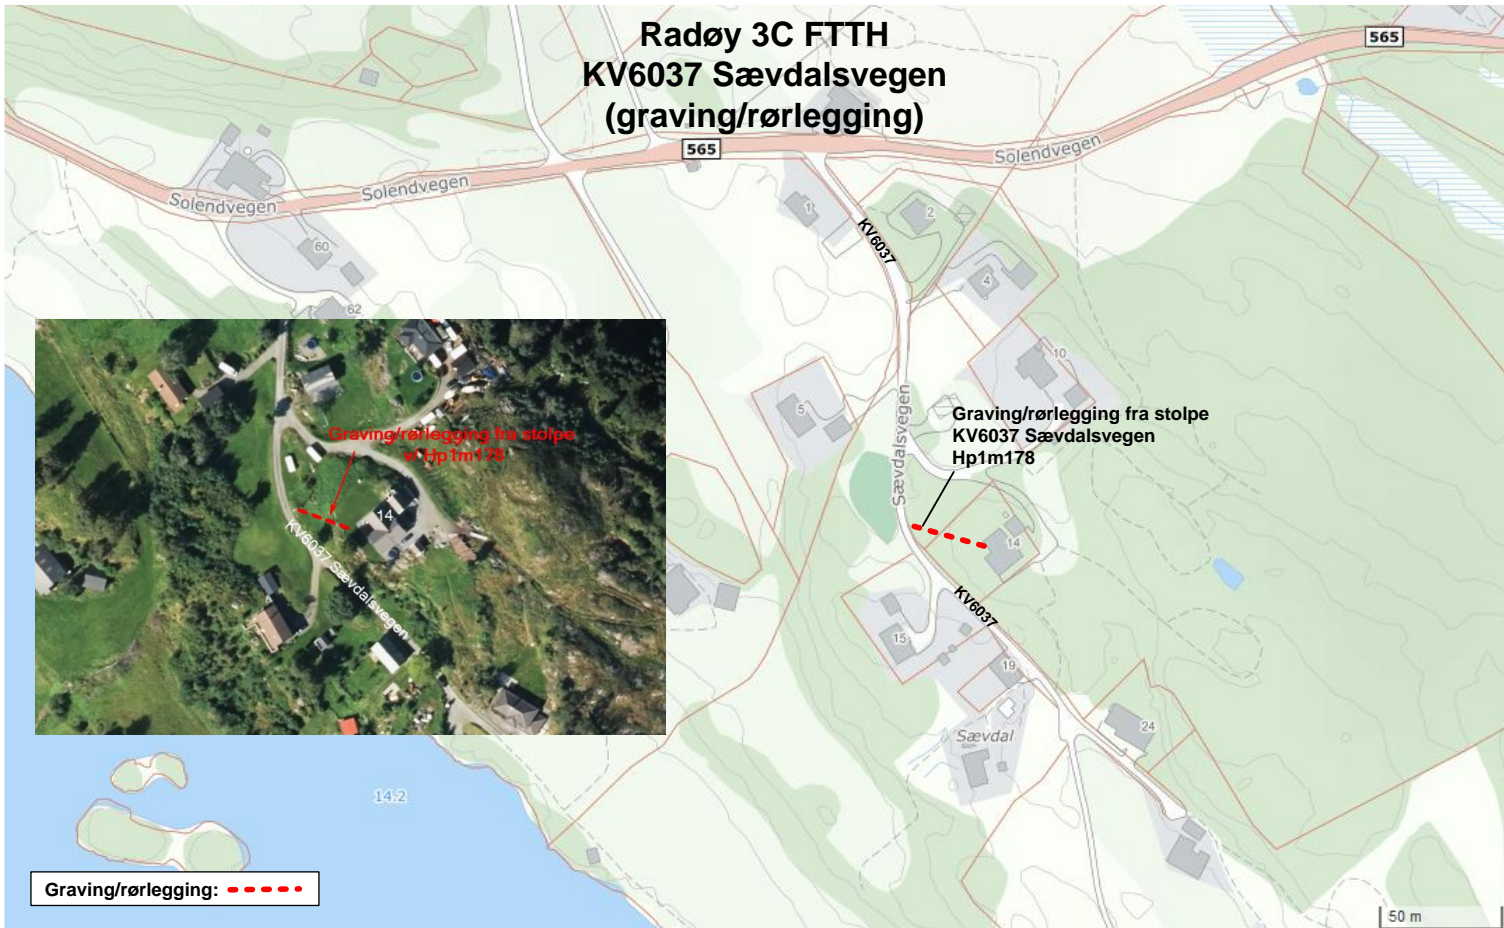 Radøy 3C FTTH
KV6037 Sævdalsvegen
(graving/rørlegging)
565
565
Solendvegen
Solendvegen
Solendvegen
1
2
KV6037
4
60
62
10
5
Sævdalsvegen
Graving/rørlegging fra stolpe
KV6037 Sævdalsvegen
Hp1m178
14
KV6037
15
19
24
Sævdal
Graving/rørlegging fra stolpe
v/ Hp1m178
14
KV6037 Sævdalsvegen
14.2
Graving/rørlegging:
50 m